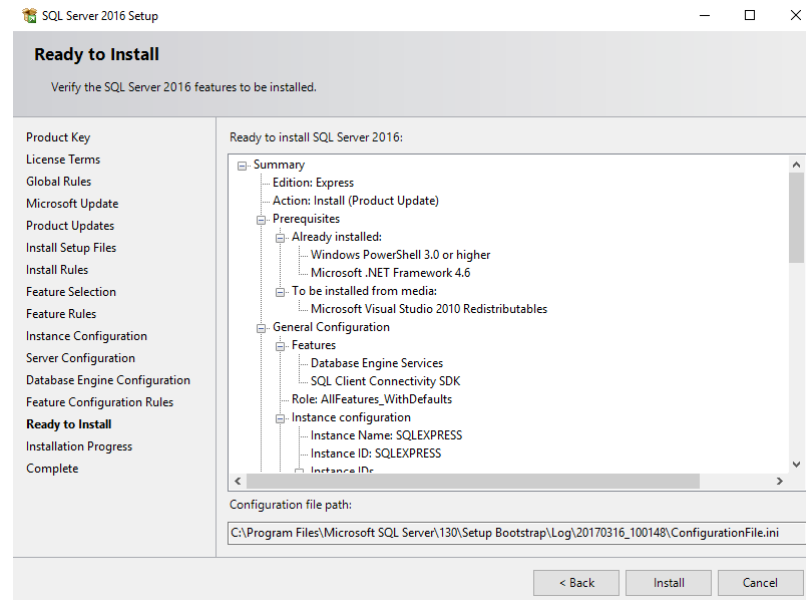 SQL Server 2016 Setup
Ready to Install
Verify the SQL Server 2016 features to be installed.
Product Key
License Terms
Global Rules
Microsoft Update
Product Updates
Install Setup Files
Install Rules
Feature Selection
Feature Rules
Instance Configuration
Server Configuration
Database Engine Configuration
Feature Configuration Rules
Ready to Install
Installation Progress
Complete
Ready to install SQL Server 2016:
Summary
Edition: Express
Action: Install (Product Update)
Prerequisites
Already installed:
Windows PowerShell 3.0 or higher
Microsoft .NET Framework 4.6
To be installed from media:
Microsoft Visual Studio 2010 Redistributables
General Configuration
Features
Database Engine Services
SQL Client Connectivity SDK
Role: AllFeatures_WithDefaults
Instance configuration
Instance Name: SQLEXPRESS
Instance ID: SQLEXPRESS
Instance IDs
Configuration file path:
C:\Program Files\Microsoft SQL Server\130\Setup Bootstrap\Log\20170316_100148\ConfigurationFile.ini
< Back
Install
Cancel